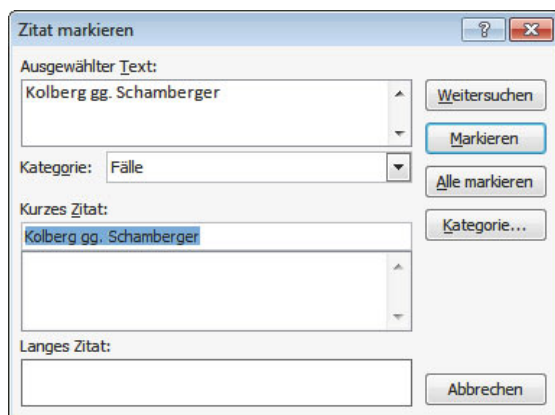 Zitat markieren
Ausgewählter Text:
Kolberg gg. Schamberger
Weitersuchen
Markieren
Kategorie: Fälle
Alle markieren
Kurzes Zitat:
Kategorie...
Kolberg gg. Schamberger
Langes Zitat:
Abbrechen